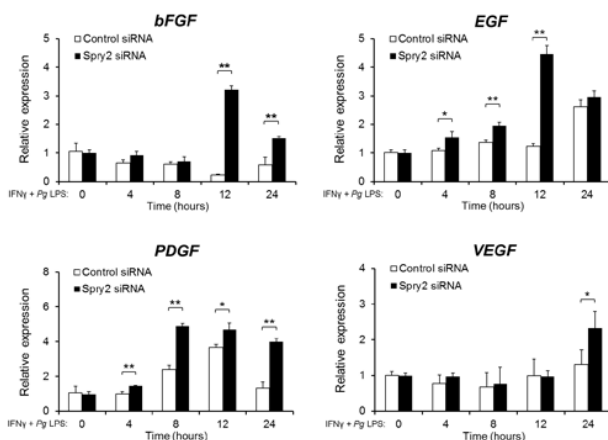 bFGF
Control siRNA
Spry2 siRNA
Relative expression
5
4
3
2
1
0
**
**
IFNγ + Pg LPS: 0 4 8 12 24
Time (hours)
EGF
Control siRNA
Spry2 siRNA
Relative expression
5
4
3
2
1
0
*
**
**
IFNγ + Pg LPS: 0 4 8 12 24
Time (hours)
PDGF
Control siRNA
Spry2 siRNA
Relative expression
8
6
4
2
0
**
**
*
**
IFNγ + Pg LPS: 0 4 8 12 24
Time (hours)
VEGF
Control siRNA
Spry2 siRNA
Relative expression
4
3
2
1
0
*
IFNγ + Pg LPS: 0 4 8 12 24
Time (hours)